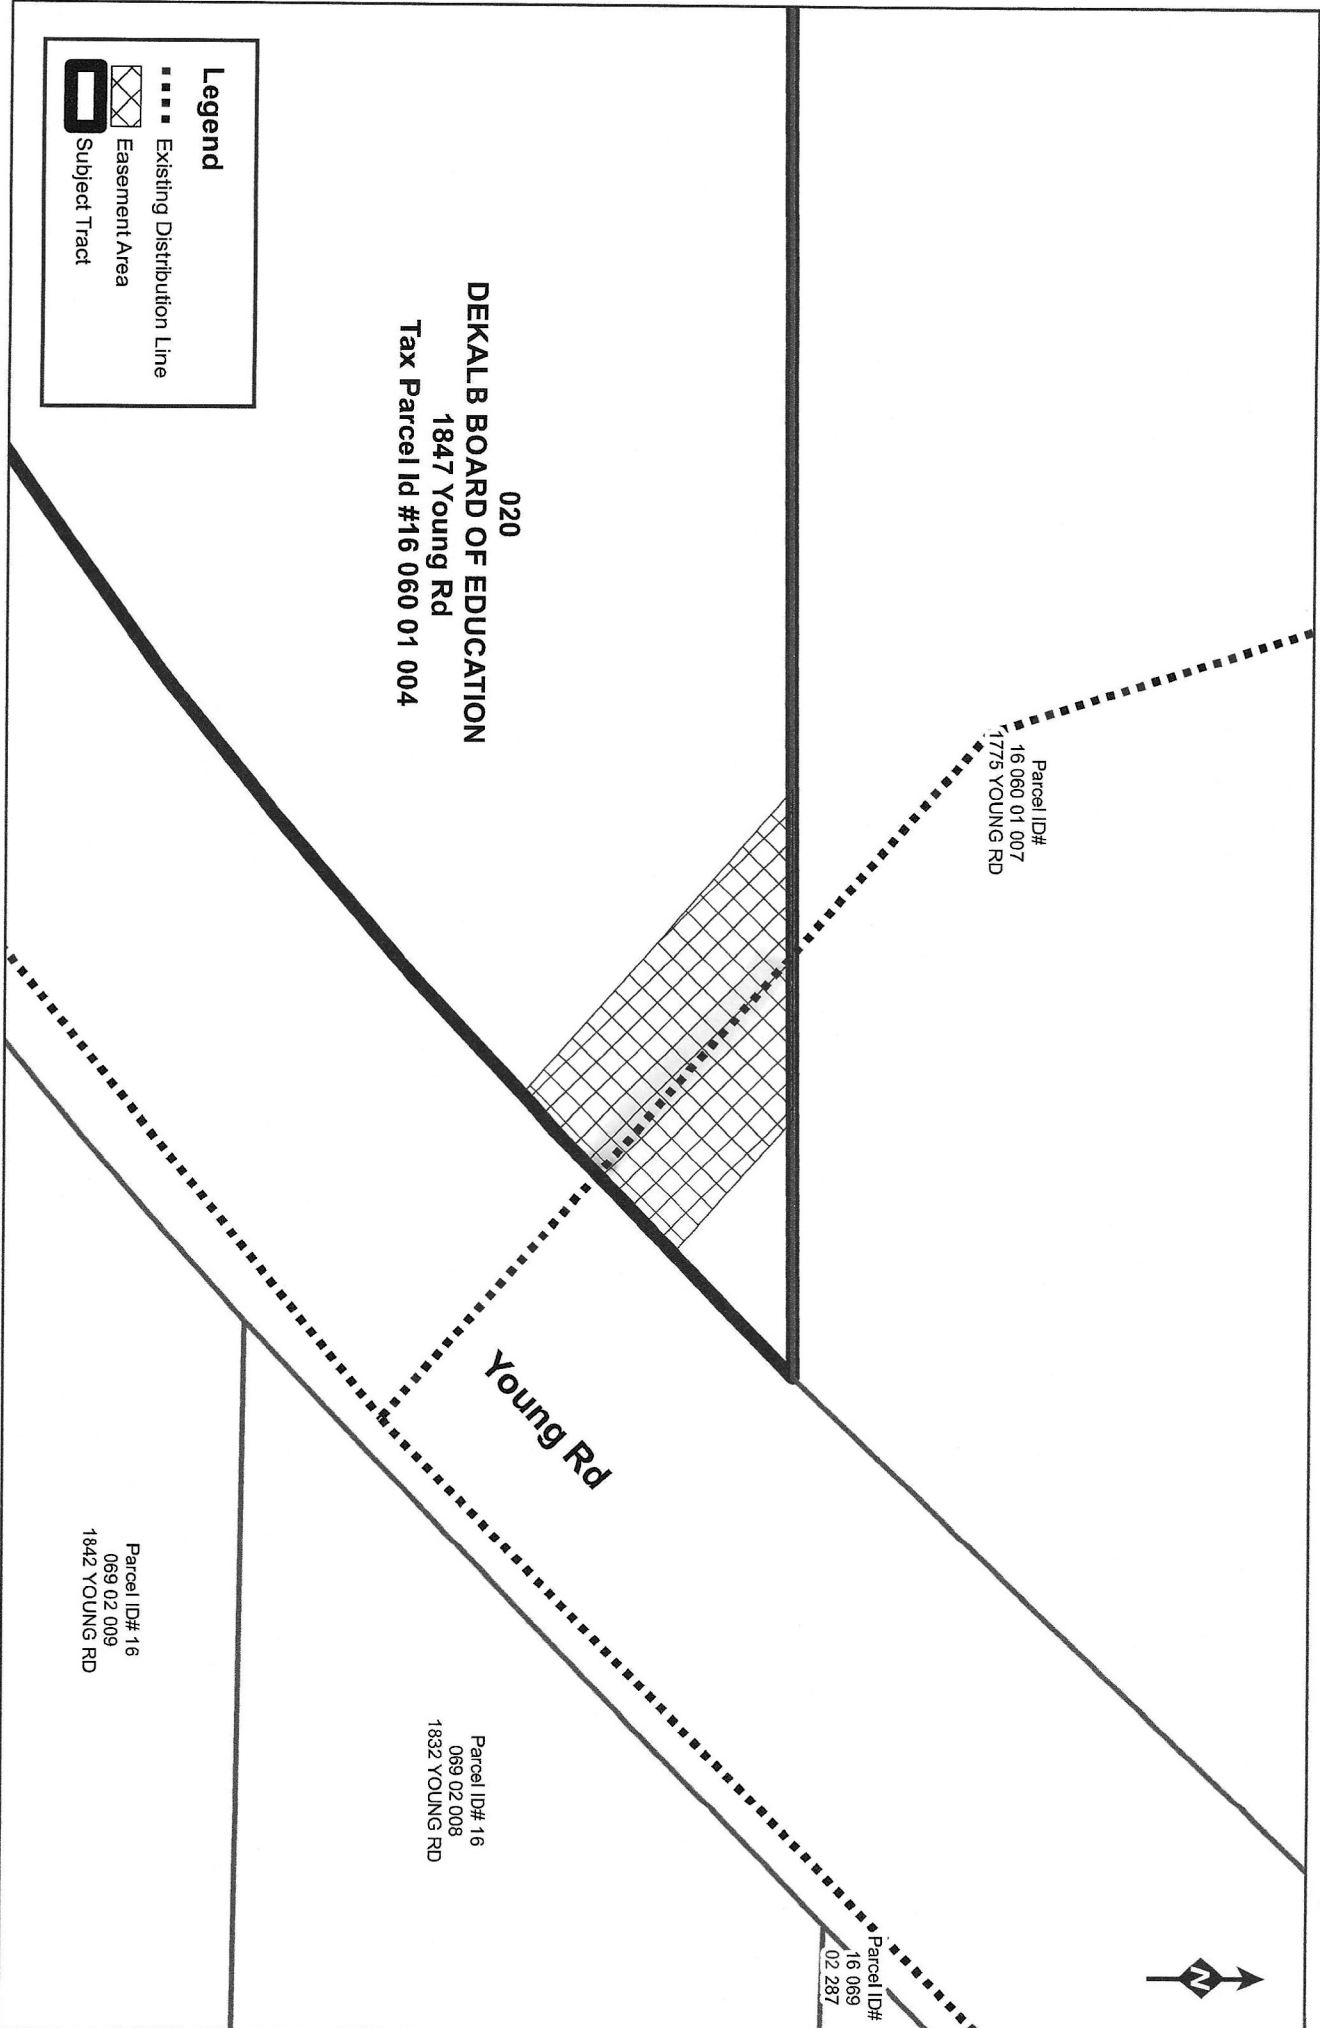 Parcel ID#
16 060 01 007
1775 YOUNG RD
020
DEKALB BOARD OF EDUCATION
1847 Young Rd
Tax Parcel Id #16 060 01 004
Young Rd
Parcel ID#
16 069
02 287
Parcel ID# 16
069 02 008
1832 YOUNG RD
Parcel ID# 16
069 02 009
1842 YOUNG RD
Legend
Existing Distribution Line
Easement Area
Subject Tract
N